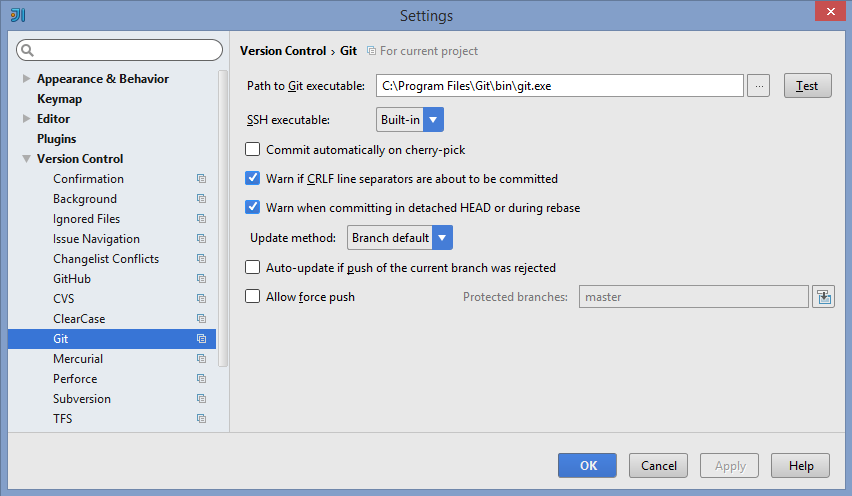 Settings
Version Control › Git For current project
Appearance & Behavior
Keymap
Editor
Plugins
Version Control
Confirmation
Background
Ignored Files
Issue Navigation
Changelist Conflicts
GitHub
CVS
ClearCase
Git
Mercurial
Perforce
Subversion
TFS
Path to Git executable: C:\Program Files\Git\bin\git.exe ... Test
SSH executable: Built-in
Commit automatically on cherry-pick
Warn if CRLF line separators are about to be committed
Warn when committing in detached HEAD or during rebase
Update method: Branch default
Auto-update if push of the current branch was rejected
Allow force push Protected branches: master
OK Cancel Apply Help